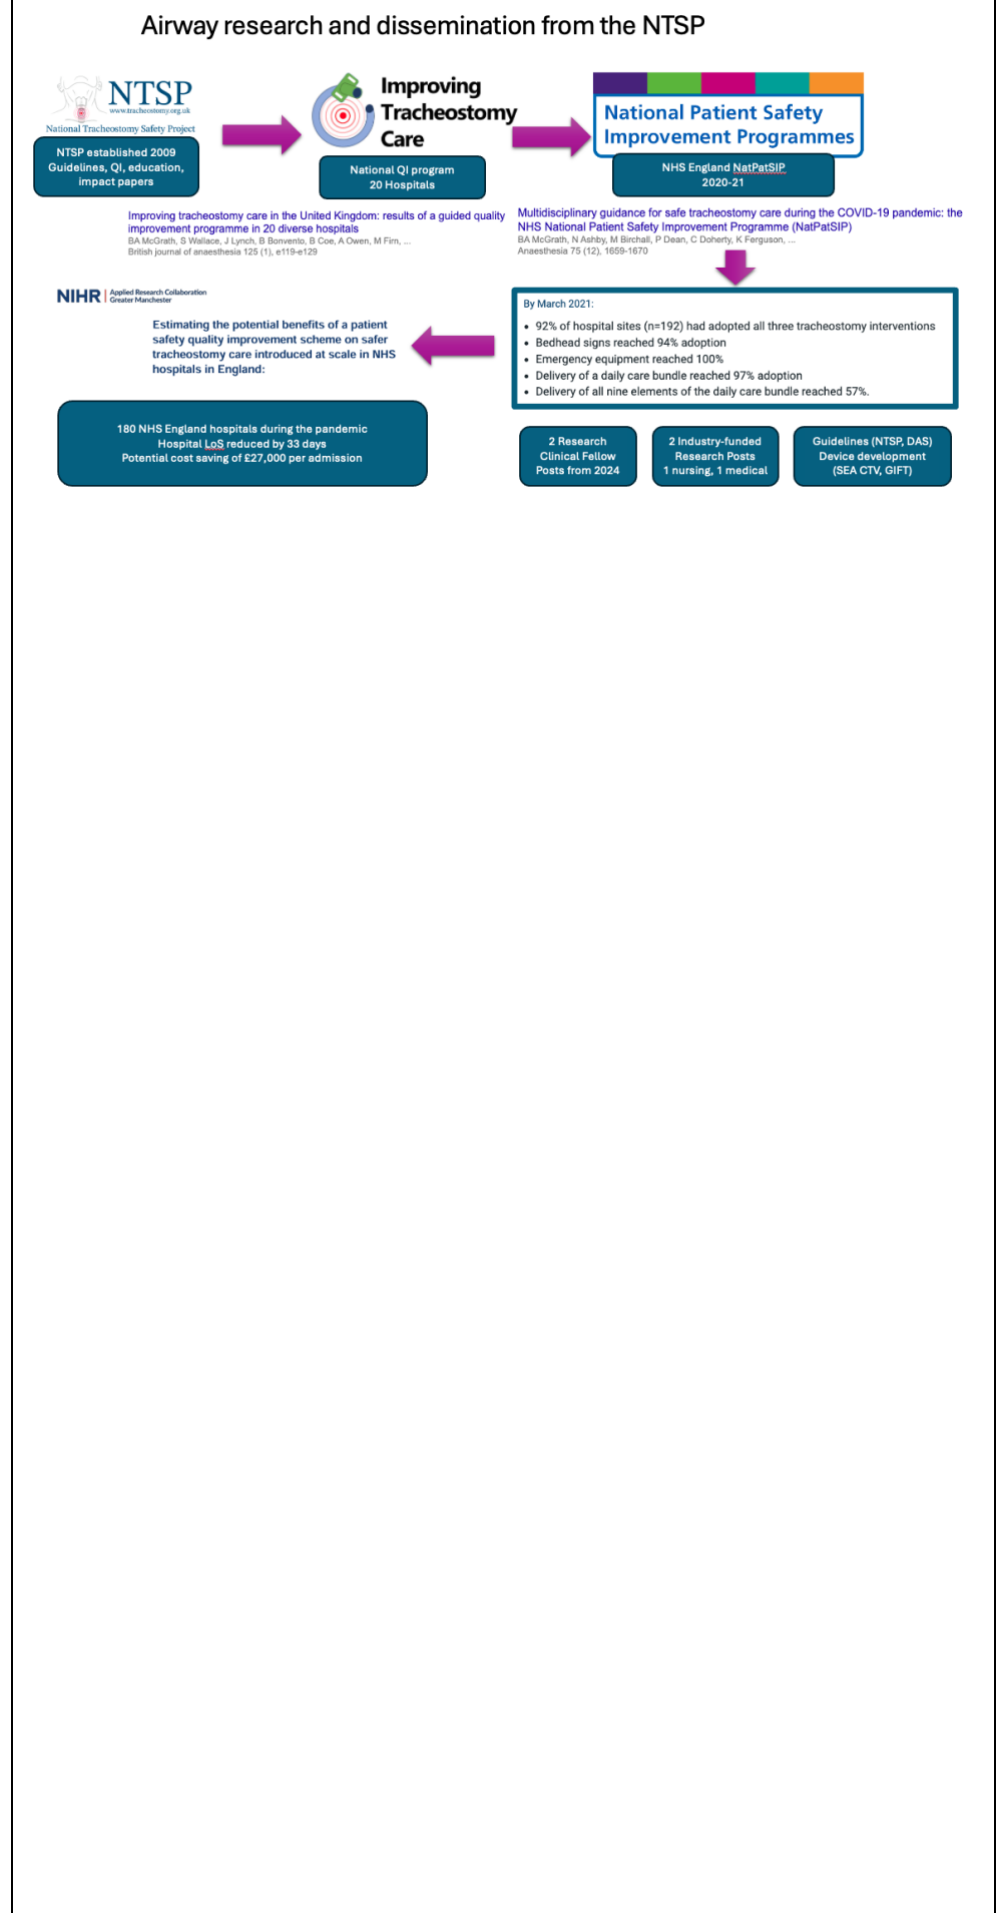 Airway research and dissemination from the NTSP
NTSP
www.tracheostomy.org.uk
National Tracheostomy Safety Project
NTSP established 2009
Guidelines, QI, education,
impact papers
Improving
Tracheostomy
Care
National QI program
20 Hospitals
National Patient Safety
Improvement Programmes
NHS England NatPatSIP
2020-21
Improving tracheostomy care in the United Kingdom: results of a guided quality
improvement programme in 20 diverse hospitals
BA McGrath, S Wallace, J Lynch, B Bonvento, B Coe, A Owen, M Firn, ...
British journal of anaesthesia 125 (1), e119-e129
Multidisciplinary guidance for safe tracheostomy care during the COVID-19 pandemic: the
NHS National Patient Safety Improvement Programme (NatPatSIP)
BA McGrath, N Ashby, M Birchall, P Dean, C Doherty, K Ferguson, ...
Anaesthesia 75 (12), 1659-1670
NIHR | Applied Research Collaboration
Greater Manchester
Estimating the potential benefits of a patient
safety quality improvement scheme on safer
tracheostomy care introduced at scale in NHS
hospitals in England:
By March 2021:
• 92% of hospital sites (n=192) had adopted all three tracheostomy interventions
• Bedhead signs reached 94% adoption
• Emergency equipment reached 100%
• Delivery of a daily care bundle reached 97% adoption
• Delivery of all nine elements of the daily care bundle reached 57%.
180 NHS England hospitals during the pandemic
Hospital LoS reduced by 33 days
Potential cost saving of £27,000 per admission
2 Research
Clinical Fellow
Posts from 2024
2 Industry-funded
Research Posts
1 nursing, 1 medical
Guidelines (NTSP, DAS)
Device development
(SEA CTV, GIFT)